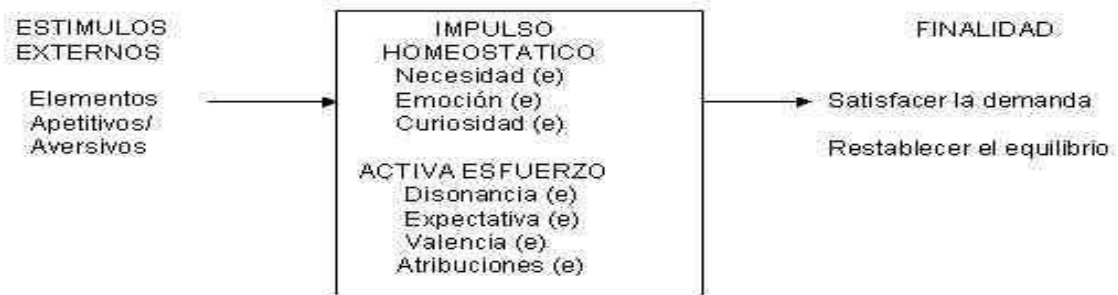 ESTIMULOS
EXTERNOS
Elementos
Apetitivos/
Aversivos
IMPULSO
HOMEOSTATICO
Necesidad (e)
Emoción (e)
Curiosidad (e)
ACTIVA ESFUERZO
Disonancia (e)
Expectativa (e)
Valencia (e)
Atribuciones (e)
FINALIDAD
Satisfacer la demanda
Restablecer el equilibrio